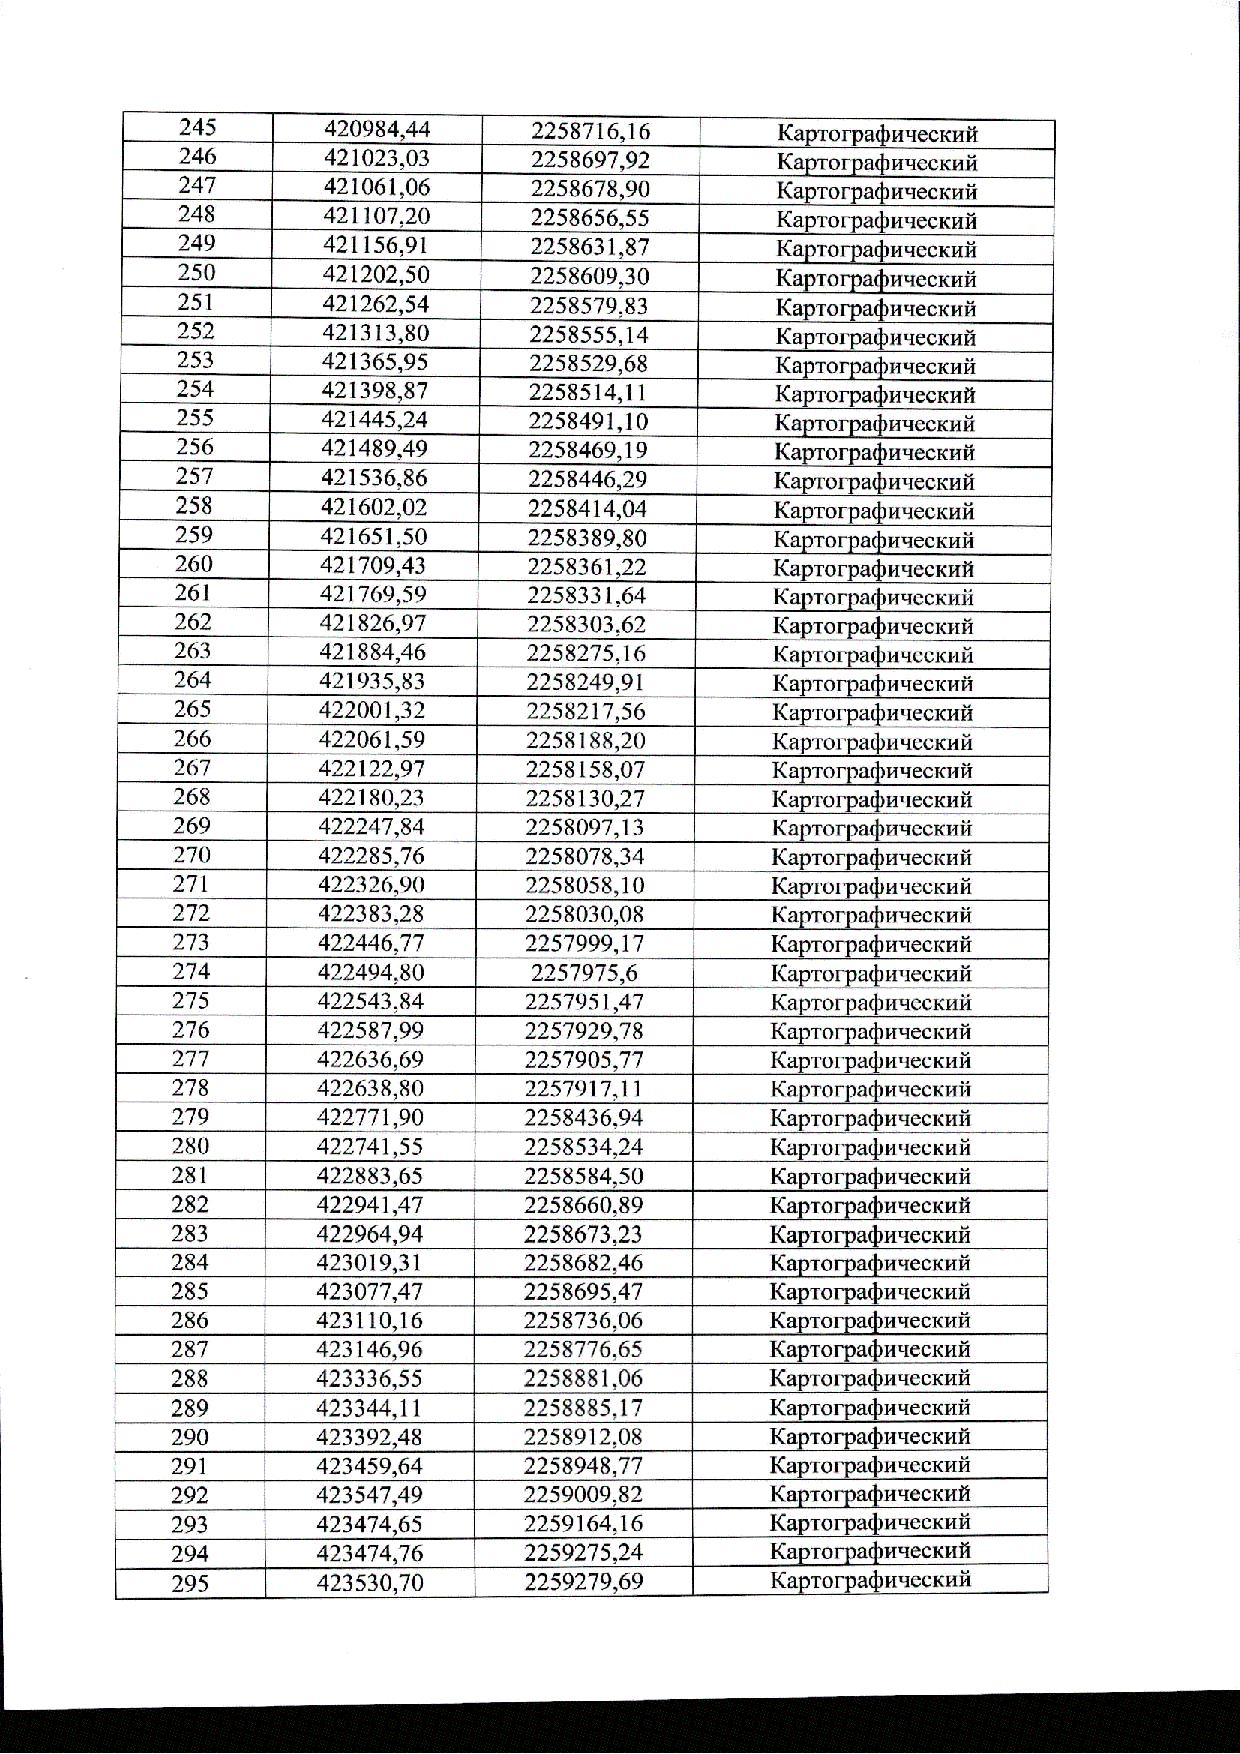 245 420984,44 2258716,16 Картографический
246 421023,03 2258697,92 Картографический
247 421061,06 2258678,90 Картографический
248 421107,20 2258656,55 Картографический
249 421156,91 2258631,87 Картографический
250 421202,50 2258609,30 Картографический
251 421262,54 2258579,83 Картографический
252 421313,80 2258555,14 Картографический
253 421365,95 2258529,68 Картографический
254 421398,87 2258514,11 Картографический
255 421445,24 2258491,10 Картографический
256 421489,49 2258469,19 Картографический
257 421536,86 2258446,29 Картографический
258 421602,02 2258414,04 Картографический
259 421651,50 2258389,80 Картографический
260 421709,43 2258361,22 Картографический
261 421769,59 2258331,64 Картографический
262 421826,97 2258303,62 Картографический
263 421884,46 2258275,16 Картографический
264 421935,83 2258249,91 Картографический
265 422001,32 2258217,56 Картографический
266 422061,59 2258188,20 Картографический
267 422122,97 2258158,07 Картографический
268 422180,23 2258130,27 Картографический
269 422247,84 2258097,13 Картографический
270 422285,76 2258078,34 Картографический
271 422326,90 2258058,10 Картографический
272 422383,28 2258030,08 Картографический
273 422446,77 2257999,17 Картографический
274 422494,80 2257975,6 Картографический
275 422543,84 2257951,47 Картографический
276 422587,99 2257929,78 Картографический
277 422636,69 2257905,77 Картографический
278 422638,80 2257917,11 Картографический
279 422771,90 2258436,94 Картографический
280 422741,55 2258534,24 Картографический
281 422883,65 2258584,50 Картографический
282 422941,47 2258660,89 Картографический
283 422964,94 2258673,23 Картографический
284 423019,31 2258682,46 Картографический
285 423077,47 2258695,47 Картографический
286 423110,16 2258736,06 Картографический
287 423146,96 2258776,65 Картографический
288 423336,55 2258881,06 Картографический
289 423344,11 2258885,17 Картографический
290 423392,48 2258912,08 Картографический
291 423459,64 2258948,77 Картографический
292 423547,49 2259009,82 Картографический
293 423474,65 2259164,16 Картографический
294 423474,76 2259275,24 Картографический
295 423530,70 2259279,69 Картографический